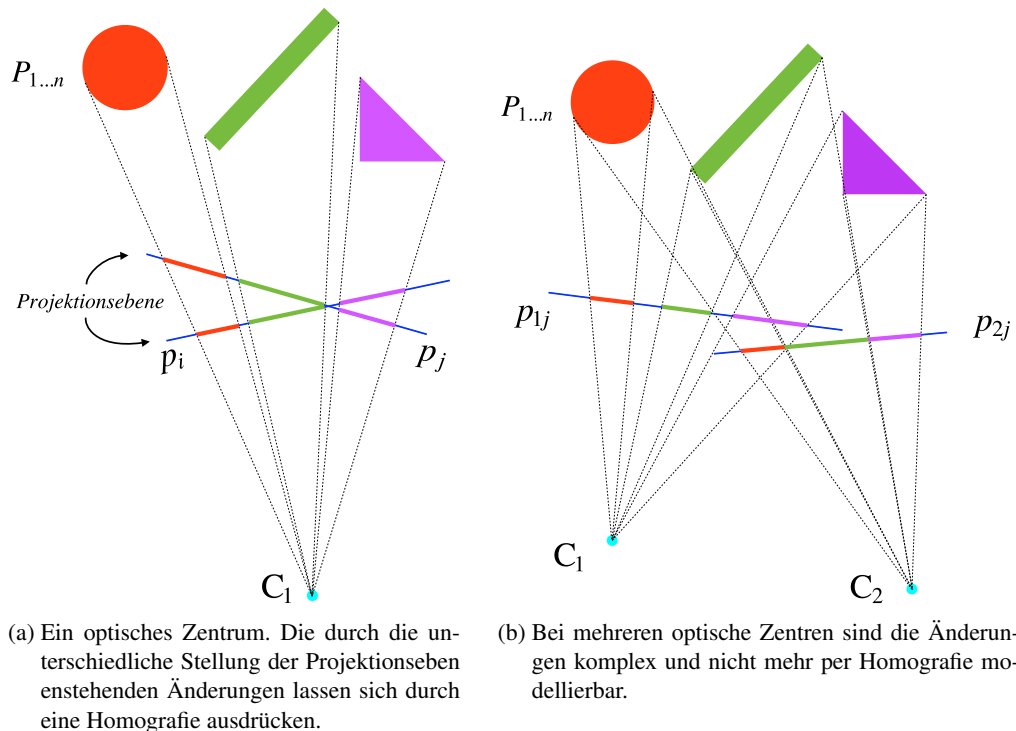 P1...n
Projektionsebene
pi
pj
C1
P1...n
p1j
p2j
C1
C2
(a) Ein optisches Zentrum. Die durch die un-
terschiedliche Stellung der Projektionseben
enstehenden Änderungen lassen sich durch
eine Homografie ausdrücken.
(b) Bei mehreren optische Zentren sind die Änderun-
gen komplex und nicht mehr per Homografie mo-
dellierbar.